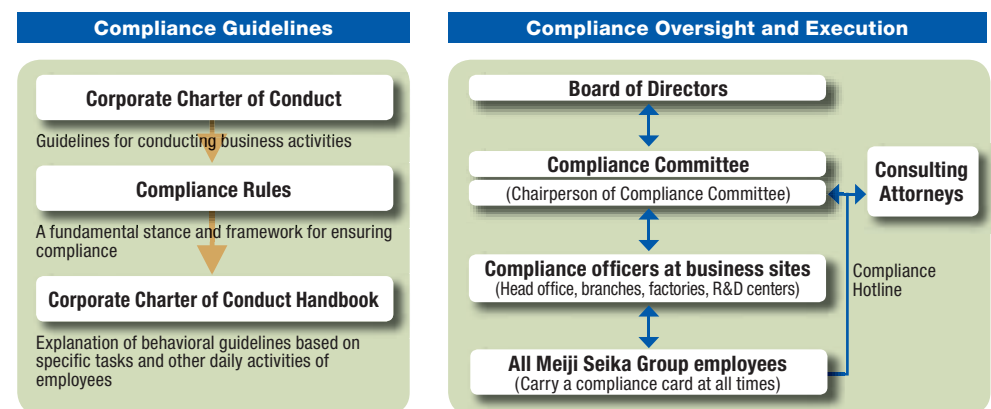 Compliance Guidelines
Corporate Charter of Conduct
Guidelines for conducting business activities
Compliance Rules
A fundamental stance and framework for ensuring
compliance
Corporate Charter of Conduct Handbook
Explanation of behavioral guidelines based on
specific tasks and other daily activities of
employees
Compliance Oversight and Execution
Board of Directors
Compliance Committee
(Chairperson of Compliance Committee)
Consulting
Attorneys
Compliance officers at business sites
(Head office, branches, factories, R&D centers)
Compliance
Hotline
All Meiji Seika Group employees
(Carry a compliance card at all times)